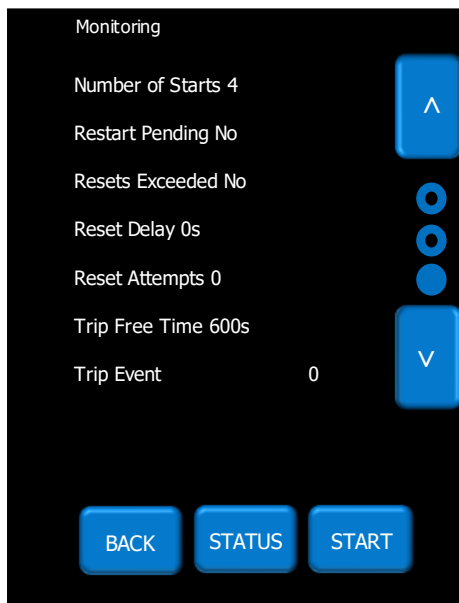 Monitoring
Number of Starts 4
^
Restart Pending No
Resets Exceeded No
Reset Delay 0s
Reset Attempts 0
Trip Free Time 600s
Trip Event 0
v
BACK STATUS START